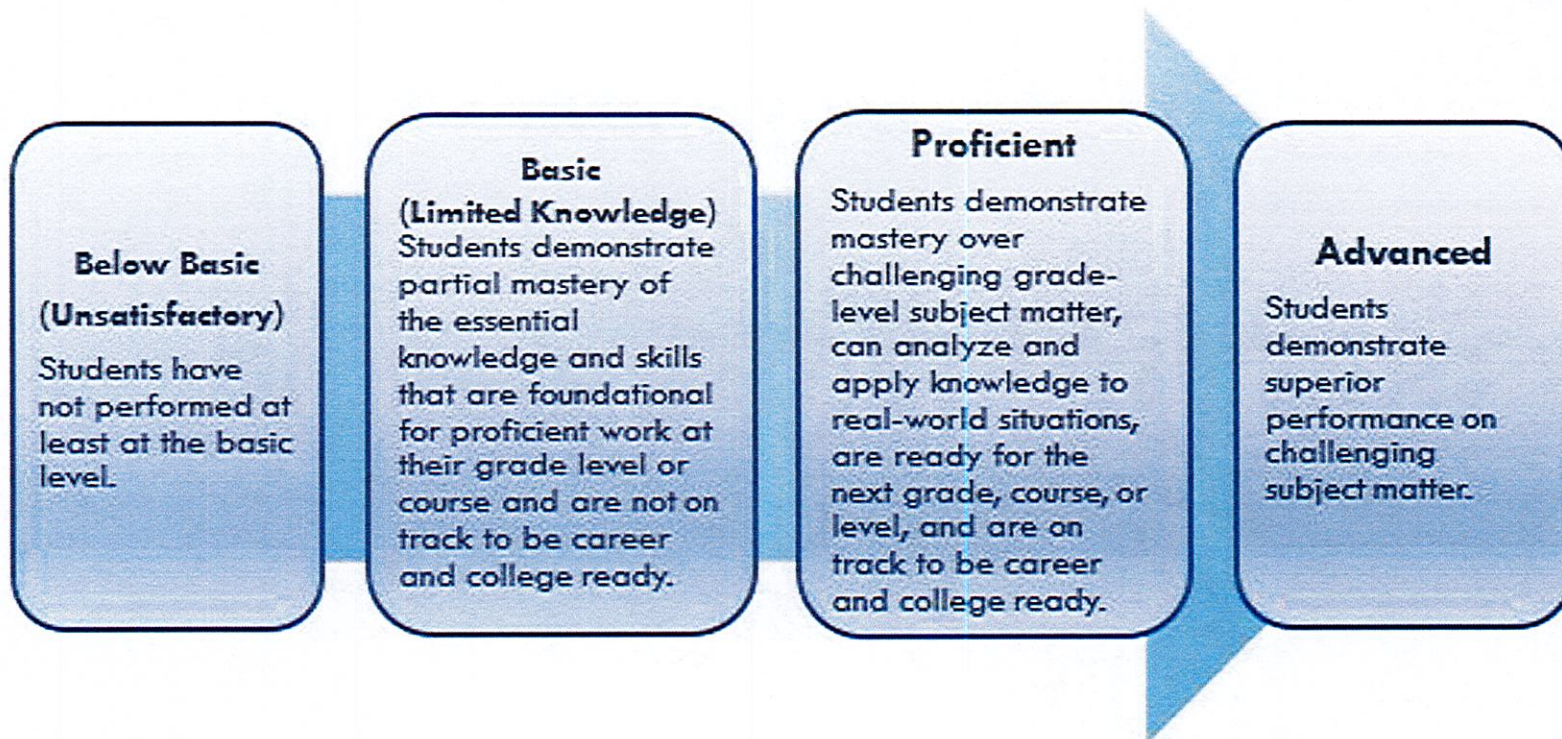 Below Basic
(Unsatisfactory)
Students have
not performed at
least at the basic
level.
Basic
(Limited Knowledge)
Students demonstrate
partial mastery of
the essential
knowledge and skills
that are foundational
for proficient work at
their grade level or
course and are not on
track to be career
and college ready.
Proficient
Students demonstrate
mastery over
challenging grade-
level subject matter,
can analyze and
apply knowledge to
real-world situations,
are ready for the
next grade, course, or
level, and are on
track to be career
and college ready.
Advanced
Students
demonstrate
superior
performance on
challenging
subject matter.